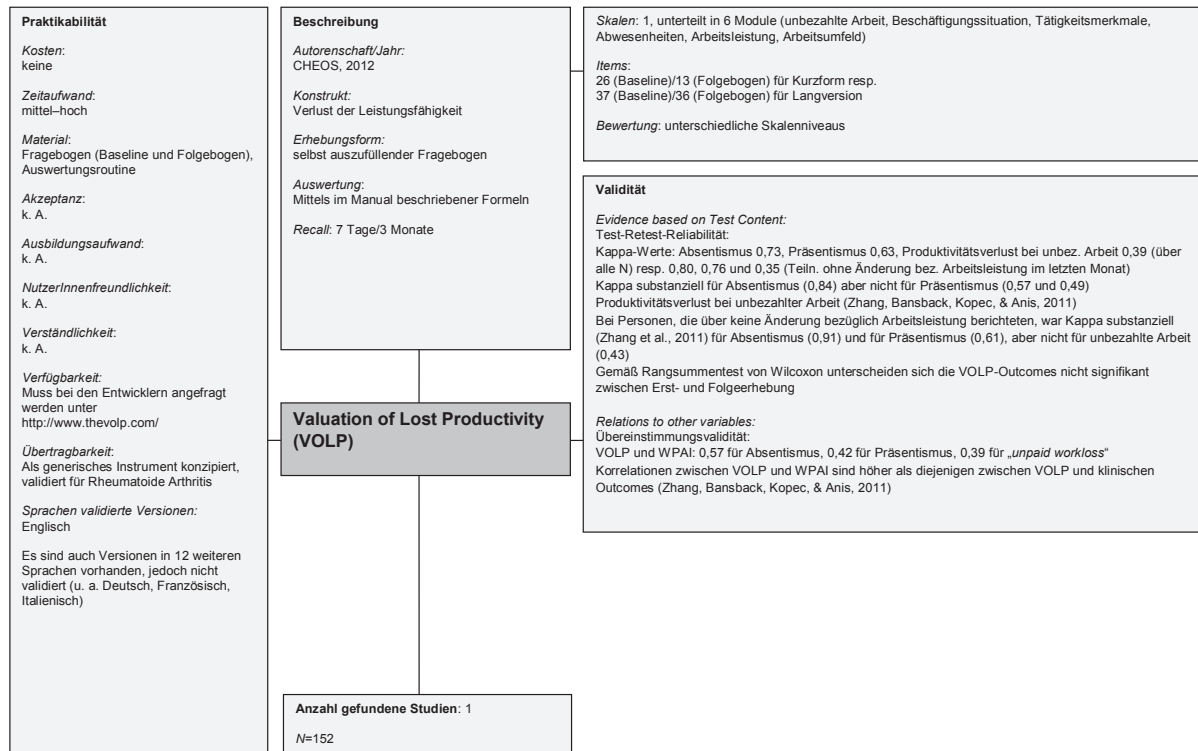 Praktikabilität
Kosten:
keine
Zeitaufwand:
mittel–hoch
Material:
Fragebogen (Baseline und Folgebogen),
Auswertungsroutine
Akzeptanz:
k. A.
Ausbildungsaufwand:
k. A.
NutzerInnenfreundlichkeit:
k. A.
Verständlichkeit:
k. A.
Verfügbarkeit:
Muss bei den Entwicklern angefragt
werden unter
http://www.thevolp.com/
Übertragbarkeit:
Als generisches Instrument konzipiert,
validiert für Rheumatoide Arthritis
Sprachen validierte Versionen:
Englisch
Es sind auch Versionen in 12 weiteren
Sprachen vorhanden, jedoch nicht
validiert (u. a. Deutsch, Französisch,
Italienisch)
Beschreibung
Autorenschaft/Jahr:
CHEOS, 2012
Konstrukt:
Verlust der Leistungsfähigkeit
Erhebungsform:
selbst auszufüllender Fragebogen
Auswertung:
Mittels im Manual beschriebener Formeln
Recall: 7 Tage/3 Monate
Valuation of Lost Productivity
(VOLP)
Anzahl gefundene Studien: 1
N=152
Skalen: 1, unterteilt in 6 Module (unbezahlte Arbeit, Beschäftigungssituation, Tätigkeitsmerkmale,
Abwesenheiten, Arbeitsleistung, Arbeitsumfeld)
Items:
26 (Baseline)/13 (Folgebogen) für Kurzform resp.
37 (Baseline)/36 (Folgebogen) für Langversion
Bewertung: unterschiedliche Skalenniveaus
Validität
Evidence based on Test Content:
Test-Retest-Reliabilität:
Kappa-Werte: Absentismus 0,73, Präsentismus 0,63, Produktivitätsverlust bei unbez. Arbeit 0,39 (über
alle N) resp. 0,80, 0,76 und 0,35 (Teiln. ohne Änderung bez. Arbeitsleistung im letzten Monat)
Kappa substanziell für Absentismus (0,84) aber nicht für Präsentismus (0,57 und 0,49)
Produktivitätsverlust bei unbezahlter Arbeit (Zhang, Bansback, Kopec, & Anis, 2011)
Bei Personen, die über keine Änderung bezüglich Arbeitsleistung berichteten, war Kappa substanziell
(Zhang et al., 2011) für Absentismus (0,91) und für Präsentismus (0,61), aber nicht für unbezahlte Arbeit
(0,43)
Gemäß Rangsummentest von Wilcoxon unterscheiden sich die VOLP-Outcomes nicht signifikant
zwischen Erst- und Folgeerhebung
Relations to other variables:
Übereinstimmungsvalidität:
VOLP und WPAI: 0,57 für Absentismus, 0,42 für Präsentismus, 0,39 für „unpaid workloss“
Korrelationen zwischen VOLP und WPAI sind höher als diejenigen zwischen VOLP und klinischen
Outcomes (Zhang, Bansback, Kopec, & Anis, 2011)